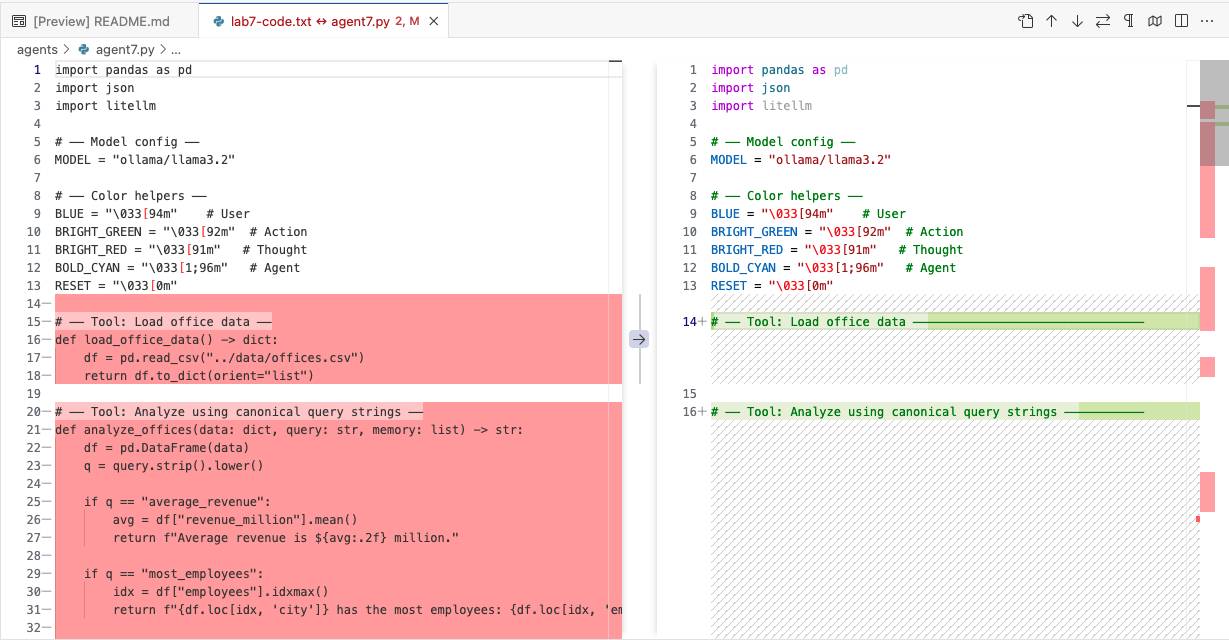 [Preview] README.md
lab7-code.txt ↔ agent7.py 2, M
agents > agent7.py > ...
1 import pandas as pd
2 import json
3 import litellm
4
5 # —— Model config ——
6 MODEL = "ollama/llama3.2"
7
8 # —— Color helpers ——
9 BLUE = "\033[94m"    # User
10 BRIGHT_GREEN = "\033[92m"  # Action
11 BRIGHT_RED = "\033[91m"   # Thought
12 BOLD_CYAN = "\033[1;96m"   # Agent
13 RESET = "\033[0m"
14—
15— # —— Tool: Load office data ——
16— def load_office_data() -> dict:
17—     df = pd.read_csv("../data/offices.csv")
18—     return df.to_dict(orient="list")
19
20— # —— Tool: Analyze using canonical query strings ——
21— def analyze_offices(data: dict, query: str, memory: list) -> str:
22—     df = pd.DataFrame(data)
23—     q = query.strip().lower()
24—
25—     if q == "average_revenue":
26—         avg = df["revenue_million"].mean()
27—         return f"Average revenue is ${avg:.2f} million."
28—
29—     if q == "most_employees":
30—         idx = df["employees"].idxmax()
31—         return f"{df.loc[idx, 'city']} has the most employees: {df.loc[idx, 'em
32—
1 import pandas as pd
2 import json
3 import litellm
4
5 # —— Model config ——
6 MODEL = "ollama/llama3.2"
7
8 # —— Color helpers ——
9 BLUE = "\033[94m"    # User
10 BRIGHT_GREEN = "\033[92m"  # Action
11 BRIGHT_RED = "\033[91m"   # Thought
12 BOLD_CYAN = "\033[1;96m"   # Agent
13 RESET = "\033[0m"
14+ # —— Tool: Load office data ————————————————
15
16+ # —— Tool: Analyze using canonical query strings ———————